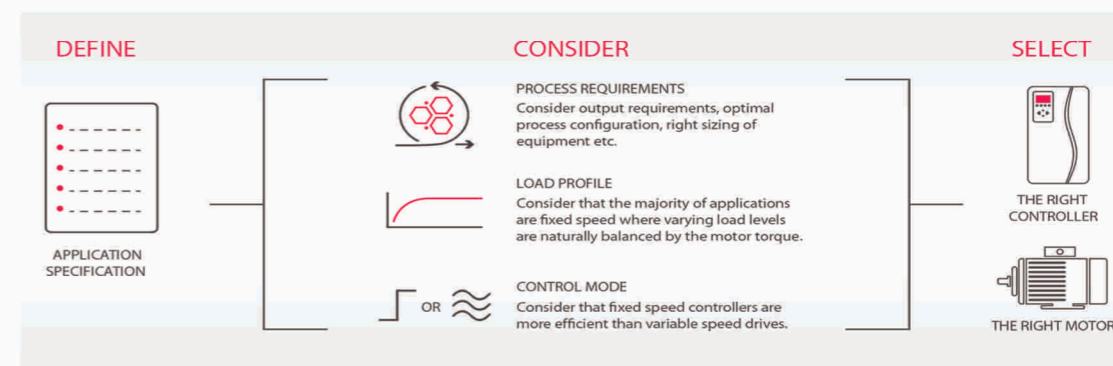 DEFINE
APPLICATION
SPECIFICATION
CONSIDER
PROCESS REQUIREMENTS
Consider output requirements, optimal
process configuration, right sizing of
equipment etc.
LOAD PROFILE
Consider that the majority of applications
are fixed speed where varying load levels
are naturally balanced by the motor torque.
OR
CONTROL MODE
Consider that fixed speed controllers are
more efficient than variable speed drives.
SELECT
THE RIGHT
CONTROLLER
THE RIGHT MOTOR